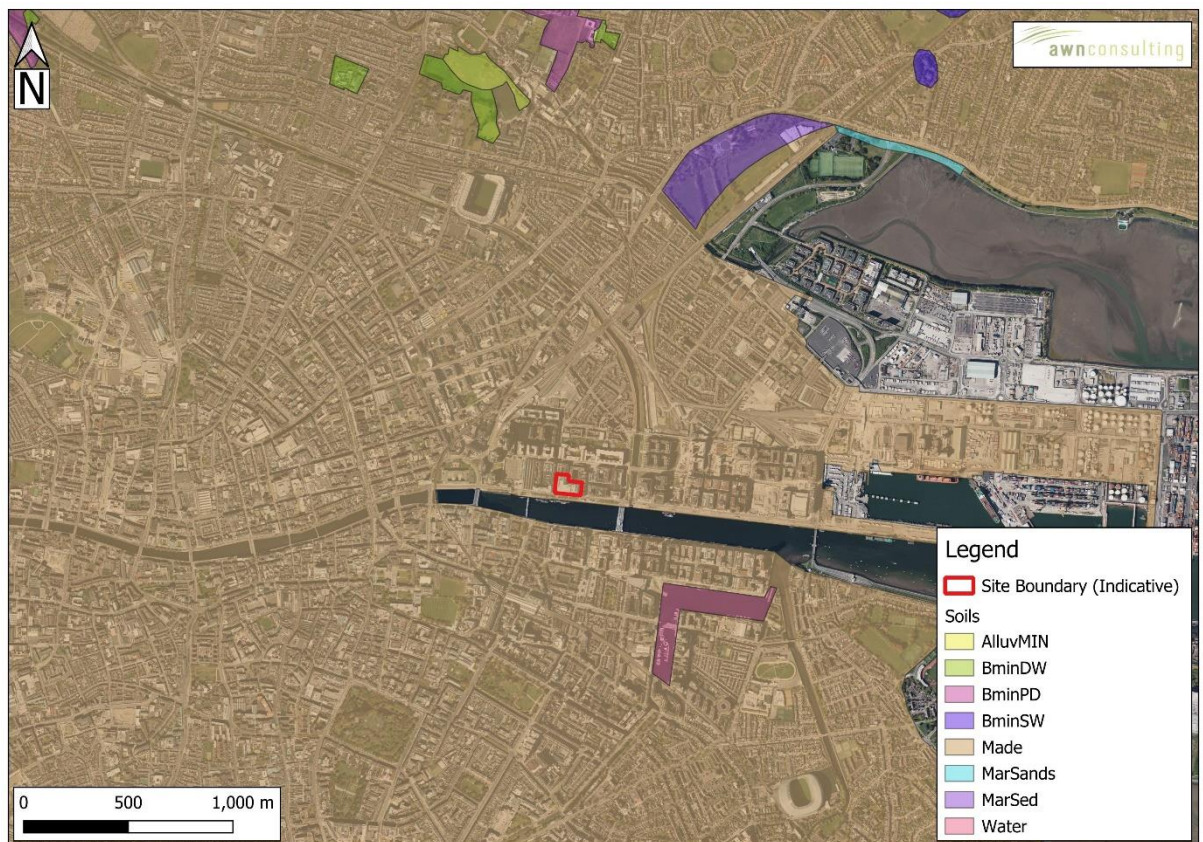 N
awnconsulting
Legend
Site Boundary (Indicative)
Soils
AlluvMIN
BminDW
BminPD
BminSW
Made
MarSands
MarSed
Water
0 500 1,000 m